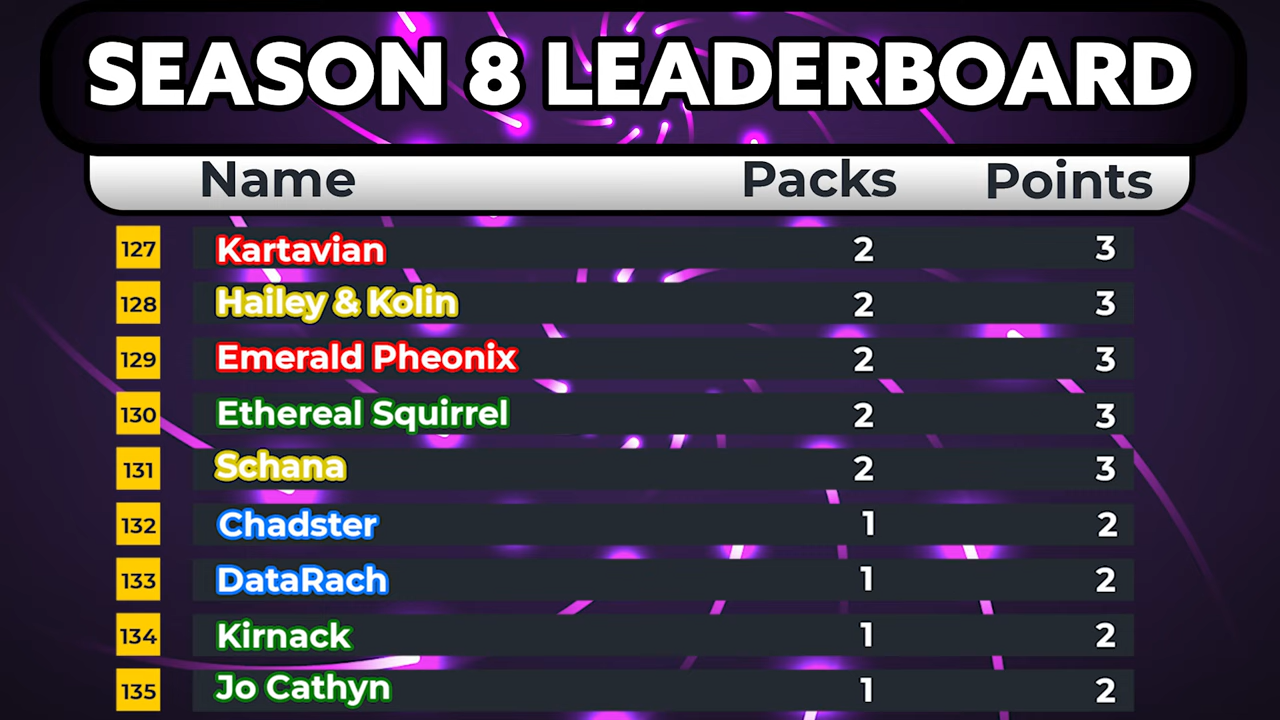 SEASON 8 LEADERBOARD
Name Packs Points
127 Kartavian 2 3
128 Hailey & Kolin 2 3
129 Emerald Pheonix 2 3
130 Ethereal Squirrel 2 3
131 Schana 2 3
132 Chadster 1 2
133 DataRach 1 2
134 Kirnack 1 2
135 Jo Cathyn 1 2